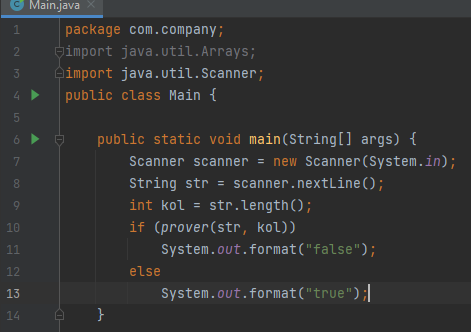 Main.java ×
1 package com.company;
2 import java.util.Arrays;
3 import java.util.Scanner;
4 public class Main {
5
6 public static void main(String[] args) {
7 Scanner scanner = new Scanner(System.in);
8 String str = scanner.nextLine();
9 int kol = str.length();
10 if (prover(str, kol))
11 System.out.format("false");
12 else
13 System.out.format("true");
14 }